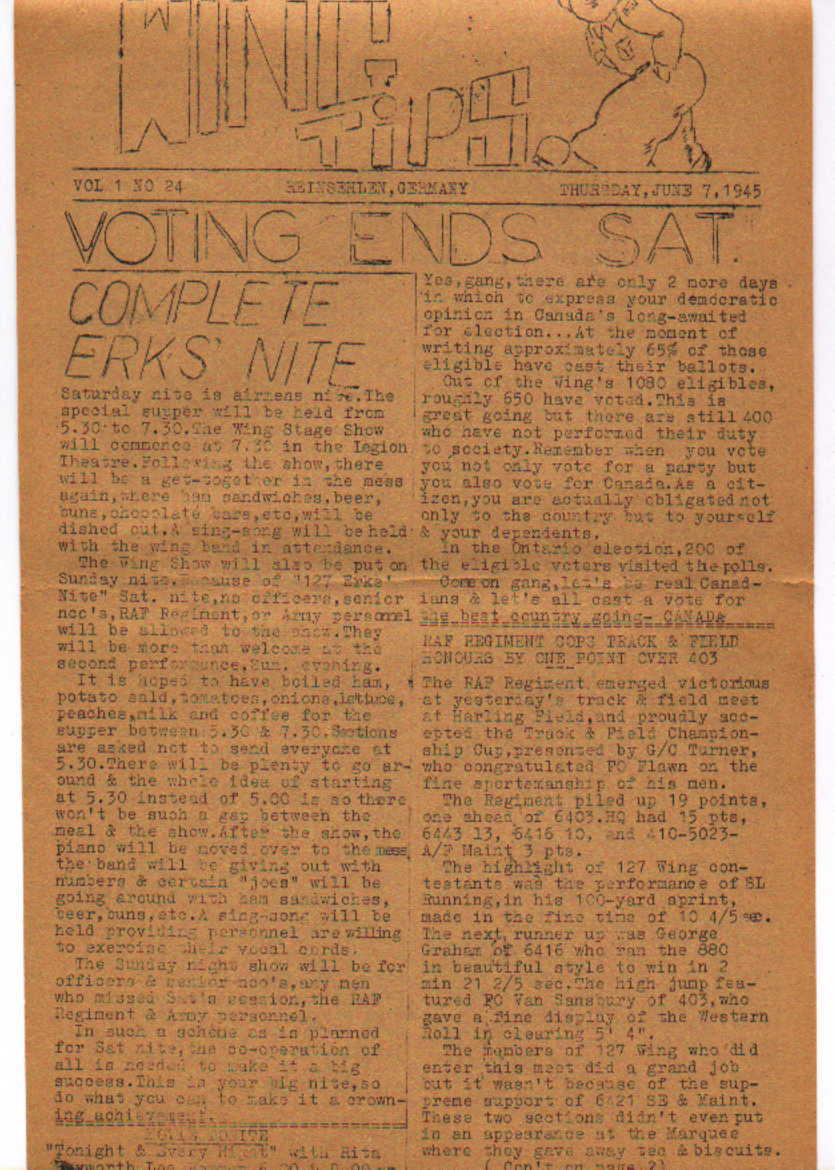 WING
TIPS.
VOL 1 NO 24 REINSEHLEN,GERMANY THURSDAY,JUNE 7,1945
VOTING ENDS SAT.
COMPLETE
ERKS' NITE
Saturday nite is airmens nite.The
special supper will be held from
5.30 to 7.30.The Wing Stage Show
will commence at 7.30 in the Legion
Theatre.Following the show,there
will be a get-together in the mess
again,where ham sandwiches,beer,
buns,chocolate bars,etc,will be
dished out.A sing-song will be held
with the wing band in attendance.
The Wing Show will also be put on
Sunday nite.Because of "127 Erks'
Nite" Sat. nite,no officers,senior
nco's,RAF Regiment,or Army personnel
will be allowed to the show.They
will be more than welcome at the
second performance,Sun. evening.
It is hoped to have boiled ham,
potato salad,tomatoes,onions,lettuce,
peaches,milk and coffee for the
supper between 5.30 & 7.30.Sections
are asked not to send everyone at
5.30.There will be plenty to go ar-
ound & the whole idea of starting
at 5.30 instead of 5.00 is so there
won't be such a gap between the
meal & the show.After the show,the
piano will be moved over to the mess,
the band will be giving out with
numbers & certain "joes" will be
going around with ham sandwiches,
beer,buns,etc.A sing-song will be
held providing personnel are willing
to exercise their vocal cords.
The Sunday night show will be for
officers & senior nco's,any men
who missed Sat's session,the RAF
Regiment & Army personnel.
In such a scheme as is planned
for Sat nite,the co-operation of
all is needed to make it a big
success.This is your big nite,so
do what you can to make it a crown-
ing achievement.
"Tonight & Every Night" with Rita
Yes,gang,there are only 2 more days
in which to express your democratic
opinion in Canada's long-awaited
for election...At the moment of
writing approximately 65% of those
eligible have cast their ballots.
Out of the Wing's 1080 eligibles,
roughly 650 have voted.This is
great going but there are still 400
who have not performed their duty
to society.Remember when you vote
you not only vote for a party but
you also vote for Canada.As a cit-
izen,you are actually obligated not
only to the country but to yourself
& your dependents.
In the Ontario election,200 of
the eligible voters visited the polls.
Come on gang,let's be real Canad-
ians & let's all cast a vote for
the best country going- CANADA
RAF REGIMENT COPS TRACK & FIELD
HONOURS BY ONE POINT OVER 403
The RAF Regiment emerged victorious
at yesterday's track & field meet
at Harling Field,and proudly acc-
epted the Track & Field Champion-
ship Cup,presented by G/C Turner,
who congratulated FO Flawn on the
fine sportsmanship of his men.
The Regiment piled up 19 points,
one ahead of 6403.HQ had 15 pts,
6443 13, 6416 10, and 410-5023-
A/F Maint 3 pts.
The highlight of 127 Wing con-
testants was the performance of SL
Running,in his 100-yard sprint,
made in the fine time of 10 4/5 sec.
The next runner up was George
Graham of 6416 who ran the 880
in beautiful style to win in 2
min 21 2/5 sec.The high jump fea-
tured FO Van Sansbury of 403,who
gave a fine display of the Western
Roll in clearing 5' 4".
The members of 127 Wing who did
enter this meet did a grand job
but it wasn't because of the sup-
preme support of 6421 SE & Maint.
These two sections didn't even put
in an appearance at the Marquee
where they gave away tea & biscuits.
( Con't on page 2)